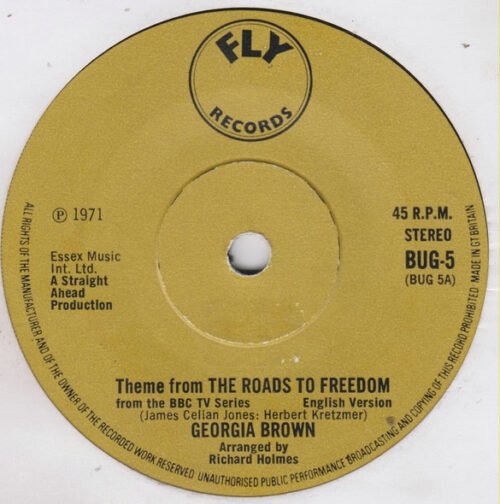 FLY
RECORDS
℗ 1971
45 R.P.M.
STEREO
BUG-5
(BUG 5A)
Essex Music
Int. Ltd.
A Straight
Ahead
Production
Theme from THE ROADS TO FREEDOM
from the BBC TV Series English Version
(James Cellan Jones: Herbert Kretzmer)
GEORGIA BROWN
Arranged by
Richard Holmes
ALL RIGHTS OF THE MANUFACTURER AND OF THE OWNER OF THE RECORDED WORK RESERVED UNAUTHORISED PUBLIC PERFORMANCE BROADCASTING AND COPYING OF THIS RECORD PROHIBITED MADE IN GT BRITAIN